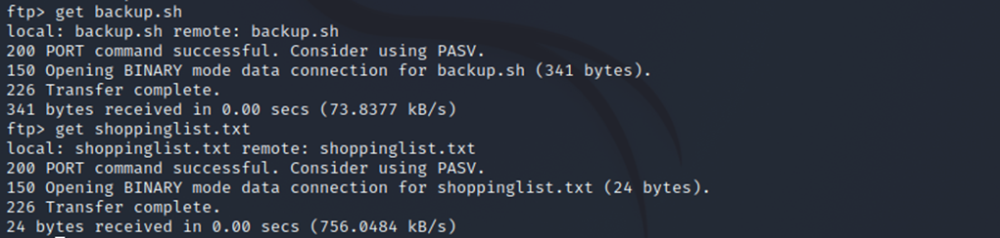 ftp> get backup.sh
local: backup.sh remote: backup.sh
200 PORT command successful. Consider using PASV.
150 Opening BINARY mode data connection for backup.sh (341 bytes).
226 Transfer complete.
341 bytes received in 0.00 secs (73.8377 kB/s)
ftp> get shoppinglist.txt
local: shoppinglist.txt remote: shoppinglist.txt
200 PORT command successful. Consider using PASV.
150 Opening BINARY mode data connection for shoppinglist.txt (24 bytes).
226 Transfer complete.
24 bytes received in 0.00 secs (756.0484 kB/s)